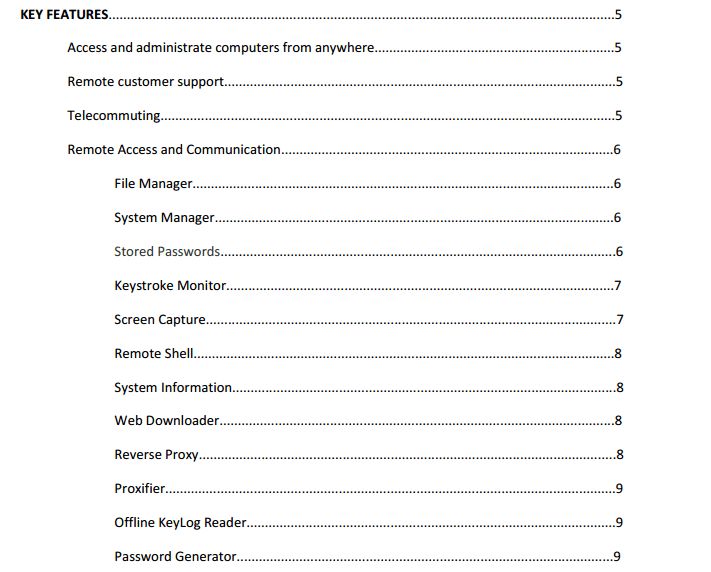 KEY FEATURES....................................................................................................................................5
Access and administrate computers from anywhere................................................................5
Remote customer support........................................................................................................5
Telecommuting.........................................................................................................................5
Remote Access and Communication........................................................................................6
File Manager................................................................................................................6
System Manager..........................................................................................................6
Stored Passwords.........................................................................................................6
Keystroke Monitor.......................................................................................................7
Screen Capture............................................................................................................7
Remote Shell...............................................................................................................8
System Information.....................................................................................................8
Web Downloader.........................................................................................................8
Reverse Proxy..............................................................................................................8
Proxifier.......................................................................................................................9
Offline KeyLog Reader.................................................................................................9
Password Generator....................................................................................................9